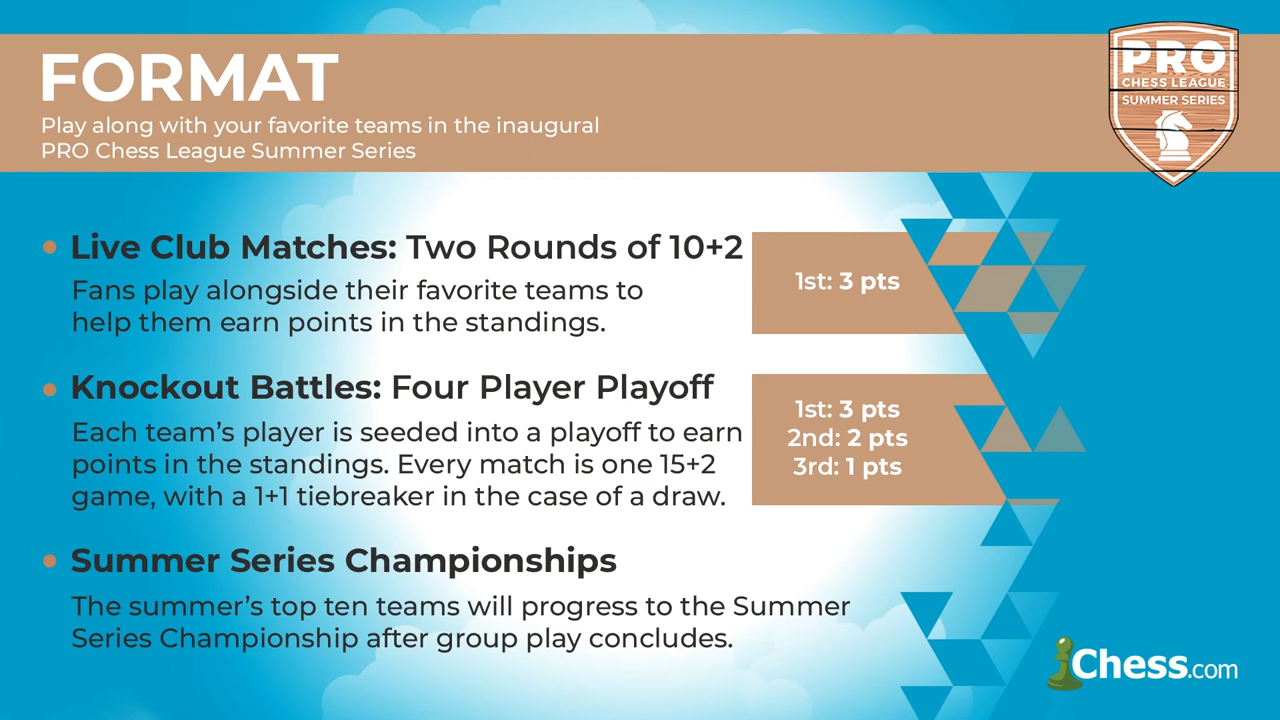 FORMAT
Play along with your favorite teams in the inaugural
PRO Chess League Summer Series
PRO
CHESS LEAGUE
SUMMER SERIES
Live Club Matches: Two Rounds of 10+2
Fans play alongside their favorite teams to
help them earn points in the standings.
1st: 3 pts
Knockout Battles: Four Player Playoff
Each team’s player is seeded into a playoff to earn
points in the standings. Every match is one 15+2
game, with a 1+1 tiebreaker in the case of a draw.
1st: 3 pts
2nd: 2 pts
3rd: 1 pts
Summer Series Championships
The summer’s top ten teams will progress to the Summer
Series Championship after group play concludes.
Chess.com